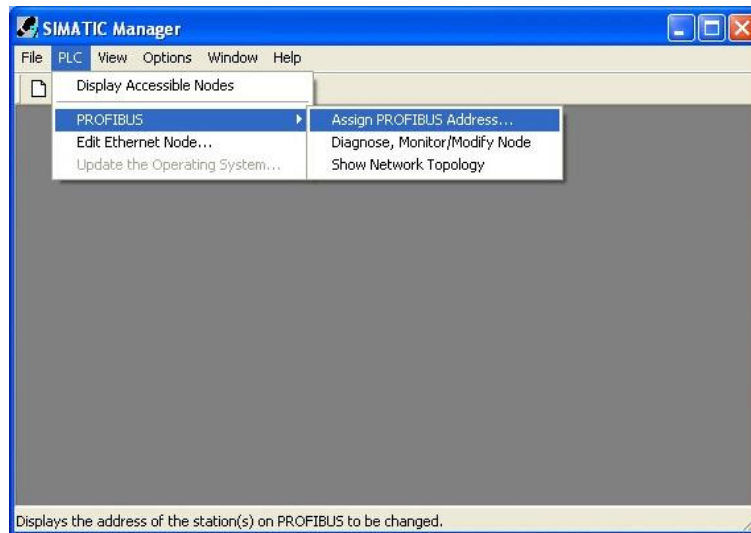 SIMATIC Manager
File PLC View Options Window Help
Display Accessible Nodes
PROFIBUS
Edit Ethernet Node...
Update the Operating System...
Assign PROFIBUS Address...
Diagnose, Monitor/Modify Node
Show Network Topology
Displays the address of the station(s) on PROFIBUS to be changed.